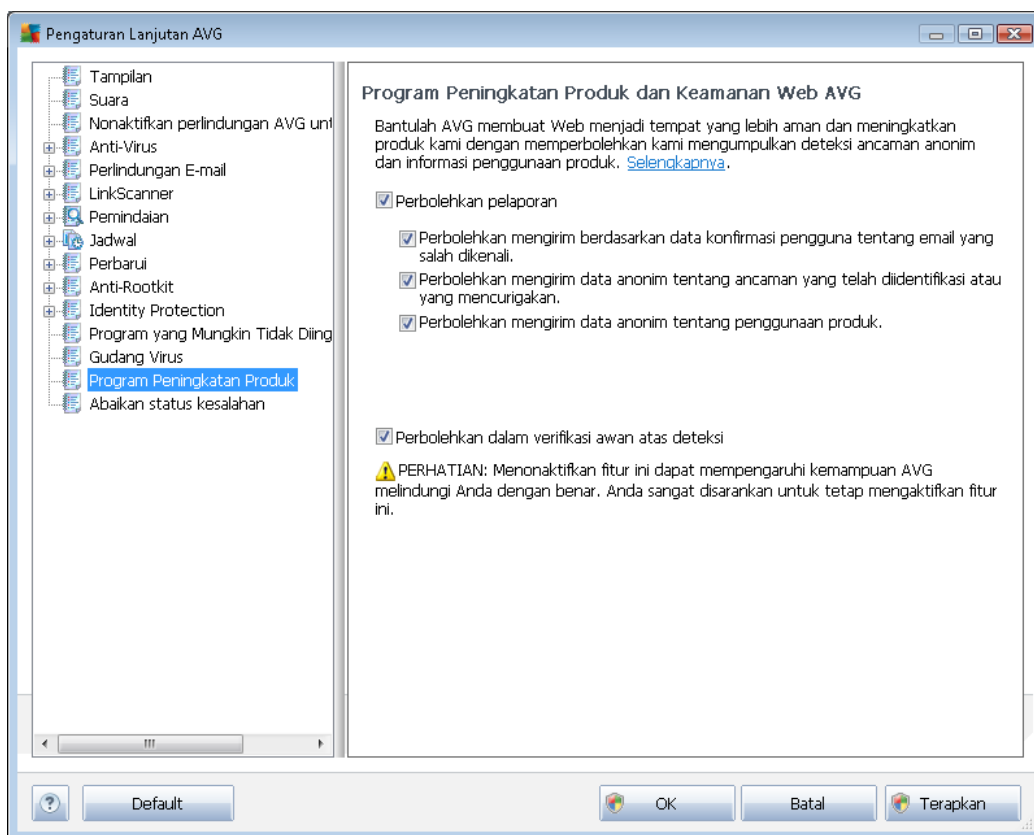 Pengaturan Lanjutan AVG
Tampilan
Suara
Nonaktifkan perlindungan AVG unt
Anti-Virus
Perlindungan E-mail
LinkScanner
Pemindaian
Jadwal
Perbarui
Anti-Rootkit
Identity Protection
Program yang Mungkin Tidak Diing
Gudang Virus
Program Peningkatan Produk
Abaikan status kesalahan
Program Peningkatan Produk dan Keamanan Web AVG
Bantulah AVG membuat Web menjadi tempat yang lebih aman dan meningkatkan
produk kami dengan memperbolehkan kami mengumpulkan deteksi ancaman anonim
dan informasi penggunaan produk. Selengkapnya.
Perbolehkan pelaporan
Perbolehkan mengirim berdasarkan data konfirmasi pengguna tentang email yang
salah dikenali.
Perbolehkan mengirim data anonim tentang ancaman yang telah diidentifikasi atau
yang mencurigakan.
Perbolehkan mengirim data anonim tentang penggunaan produk.
Perbolehkan dalam verifikasi awan atas deteksi
PERHATIAN: Menonaktifkan fitur ini dapat mempengaruhi kemampuan AVG
melindungi Anda dengan benar. Anda sangat disarankan untuk tetap mengaktifkan fitur
ini.
?
Default
OK
Batal
Terapkan